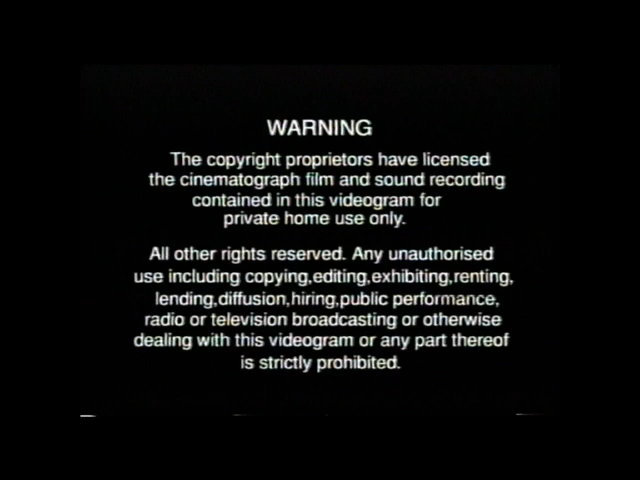 WARNING
The copyright proprietors have licensed
the cinematograph film and sound recording
contained in this videogram for
private home use only.
All other rights reserved. Any unauthorised
use including copying,editing,exhibiting,renting,
lending,diffusion,hiring,public performance,
radio or television broadcasting or otherwise
dealing with this videogram or any part thereof
is strictly prohibited.